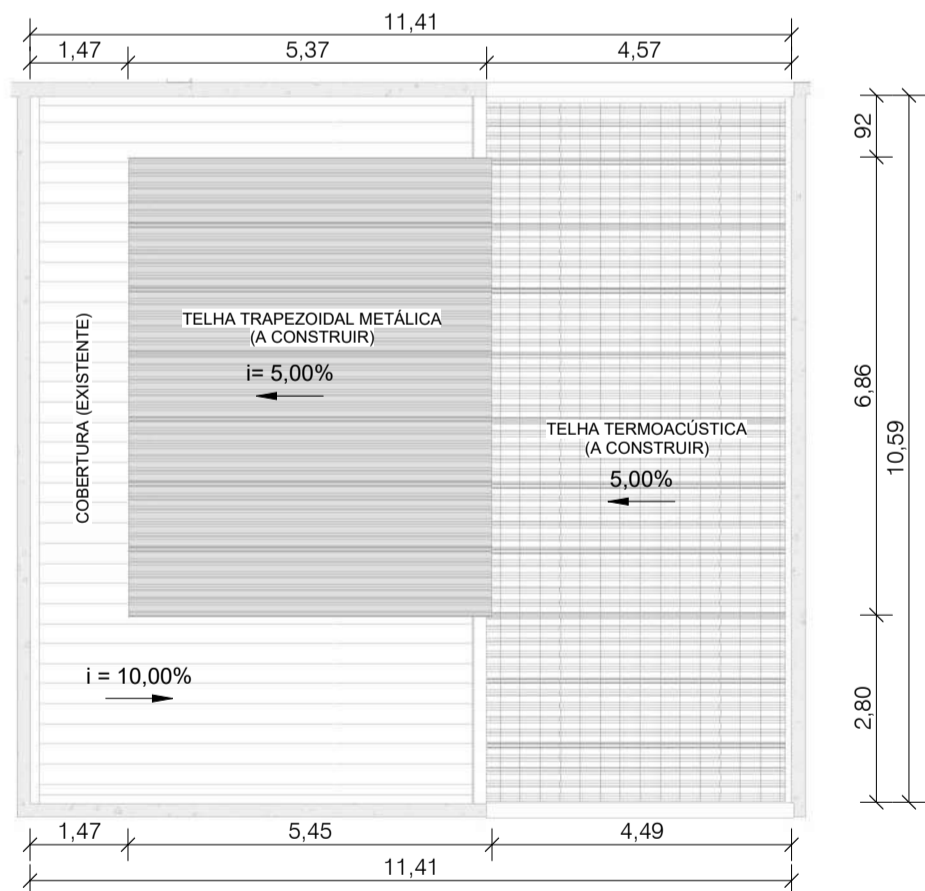 11,41
1,47
5,37
4,57
92
6,86
10,59
2,80
COBERTURA (EXISTENTE)
TELHA TRAPEZOIDAL METÁLICA
(A CONSTRUIR)
i= 5,00%
TELHA TERMOACÚSTICA
(A CONSTRUIR)
5,00%
i = 10,00%
1,47
5,45
4,49
11,41